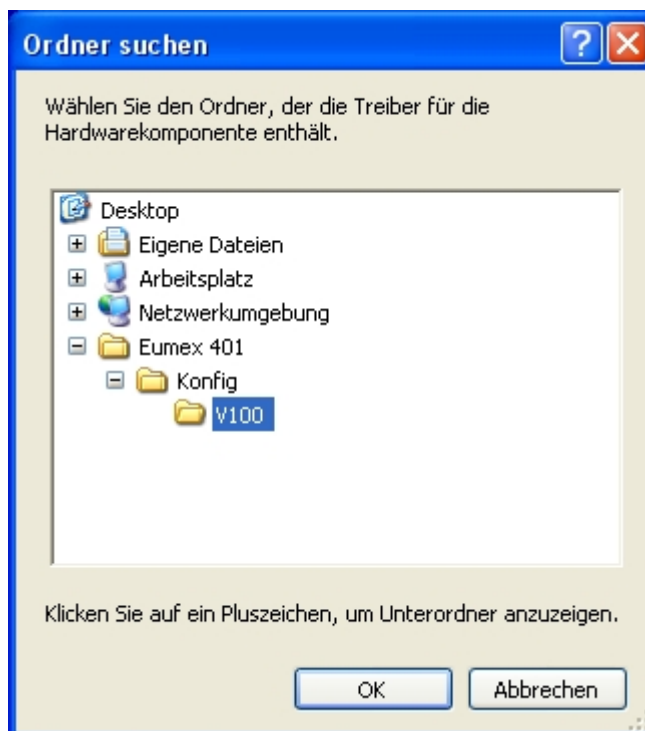 Ordner suchen
Wählen Sie den Ordner, der die Treiber für die
Hardwarekomponente enthält.
Desktop
Eigene Dateien
Arbeitsplatz
Netzwerkumgebung
Eumex 401
Konfig
V100
Klicken Sie auf ein Pluszeichen, um Unterordner anzuzeigen.
OK Abbrechen